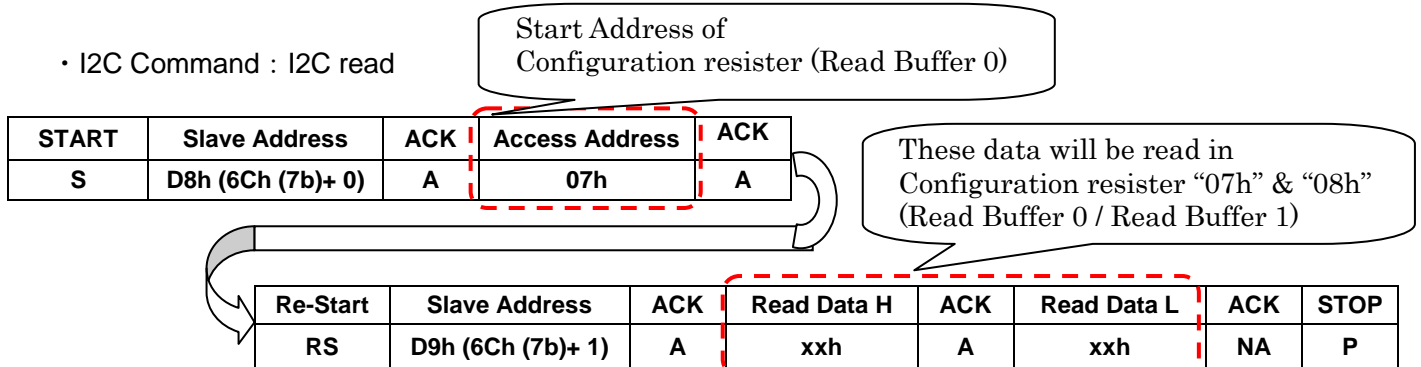 Start Address of
Configuration resister (Read Buffer 0)
・I2C Command：I2C read
START Slave Address ACK Access Address ACK
S D8h (6Ch (7b)+ 0) A 07h A
These data will be read in
Configuration resister “07h” & “08h”
(Read Buffer 0 / Read Buffer 1)
Re-Start Slave Address ACK Read Data H ACK Read Data L ACK STOP
RS D9h (6Ch (7b)+ 1) A xxh A xxh NA P